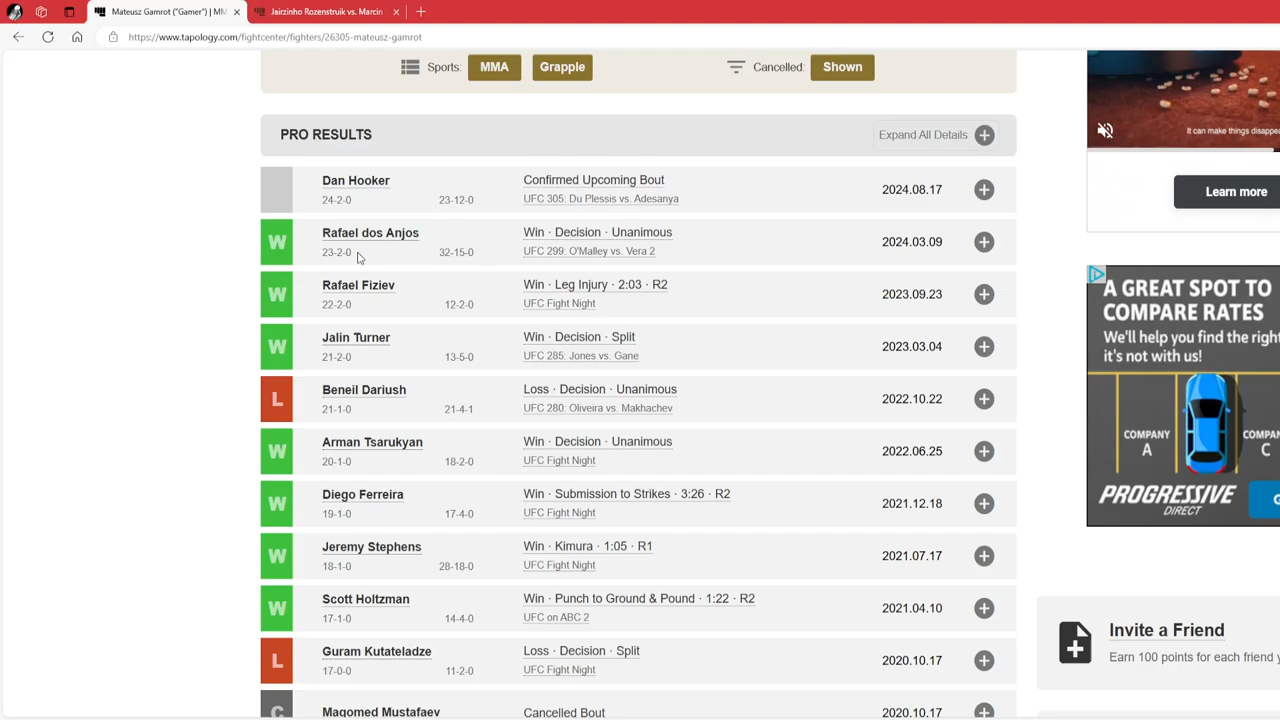 Mateusz Gamrot ("Gamer") | MM
Jairzinho Rozenstruik vs. Marcin
https://www.tapology.com/fightcenter/fighters/26305-mateusz-gamrot
Sports: MMA Grapple Cancelled: Shown
PRO RESULTS
Expand All Details
Dan Hooker
24-2-0 23-12-0
Confirmed Upcoming Bout
UFC 305: Du Plessis vs. Adesanya
2024.08.17
W
Rafael dos Anjos
23-2-0 32-15-0
Win · Decision · Unanimous
UFC 299: O'Malley vs. Vera 2
2024.03.09
W
Rafael Fiziev
22-2-0 12-2-0
Win · Leg Injury · 2:03 · R2
UFC Fight Night
2023.09.23
W
Jalin Turner
21-2-0 13-5-0
Win · Decision · Split
UFC 285: Jones vs. Gane
2023.03.04
L
Beneil Dariush
21-1-0 21-4-1
Loss · Decision · Unanimous
UFC 280: Oliveira vs. Makhachev
2022.10.22
W
Arman Tsarukyan
20-1-0 18-2-0
Win · Decision · Unanimous
UFC Fight Night
2022.06.25
W
Diego Ferreira
19-1-0 17-4-0
Win · Submission to Strikes · 3:26 · R2
UFC Fight Night
2021.12.18
W
Jeremy Stephens
18-1-0 28-18-0
Win · Kimura · 1:05 · R1
UFC Fight Night
2021.07.17
W
Scott Holtzman
17-1-0 14-4-0
Win · Punch to Ground & Pound · 1:22 · R2
UFC on ABC 2
2021.04.10
L
Guram Kutateladze
17-0-0 11-2-0
Loss · Decision · Split
UFC Fight Night
2020.10.17
C
Magomed Mustafaev
Cancelled Bout
2020.10.17
It can make things disappea
Learn more
A GREAT SPOT TO
COMPARE RATES
We'll help you find the right
it's not with us!
COMPANY
A
COMPAN
C
PROGRESSIVE
DIRECT
G
Invite a Friend
Earn 100 points for each friend y